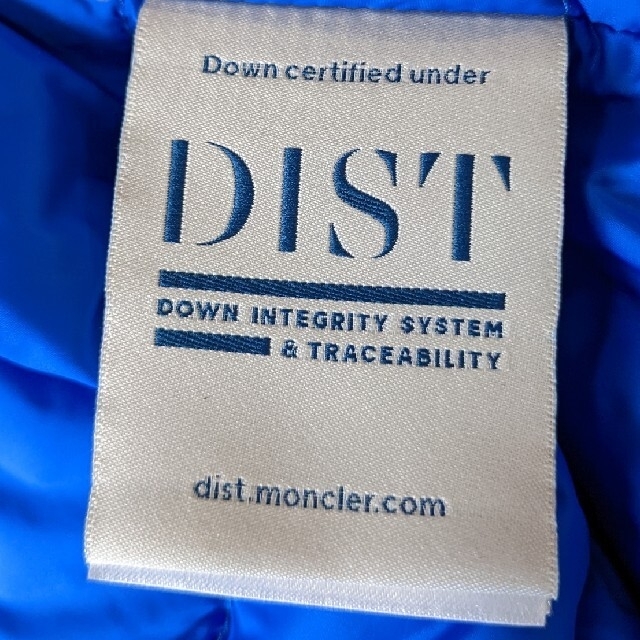 Down certified under
DIST
DOWN INTEGRITY SYSTEM
& TRACEABILITY
dist.moncler.com